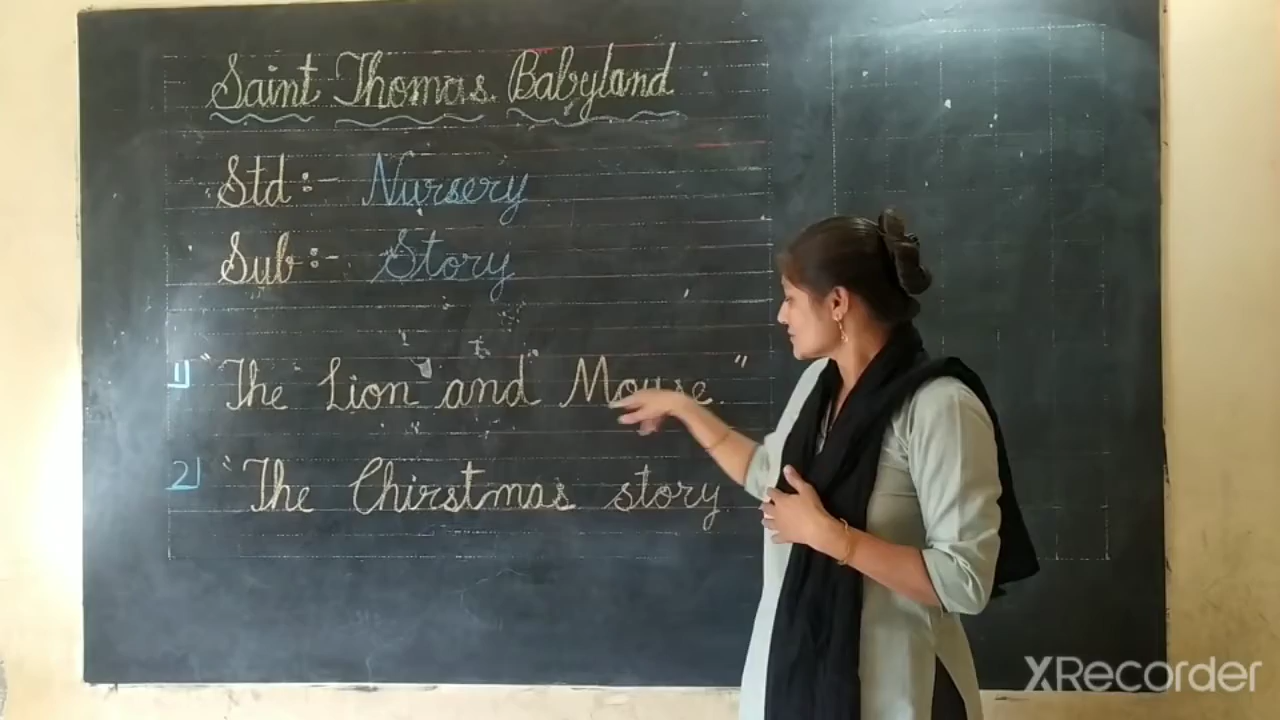 Saint Thomas Babyland
Std:- Nursery
Sub:- Story
1) "The Lion and Mouse."
2) "The Chirstmas story
XRecorder